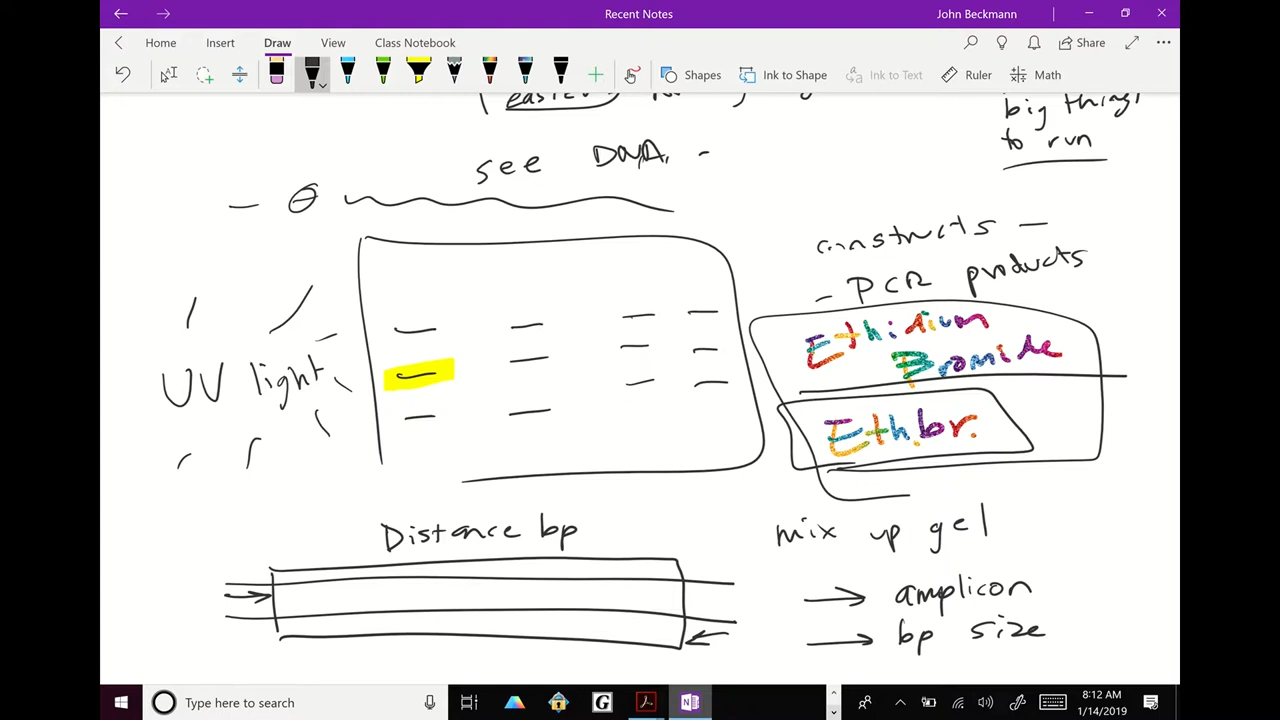 Recent Notes
John Beckmann
Home Insert Draw View Class Notebook
Share
Shapes
Ink to Shape
Ink to Text
Ruler
Math
easier
big things
to run
see DNA.
constructs -
- PCR products
Ethidium
Bromide
UV light
Ethbr.
Distance bp
mix up gel
→ amplicon
→ bp size
Type here to search
8:12 AM
1/14/2019